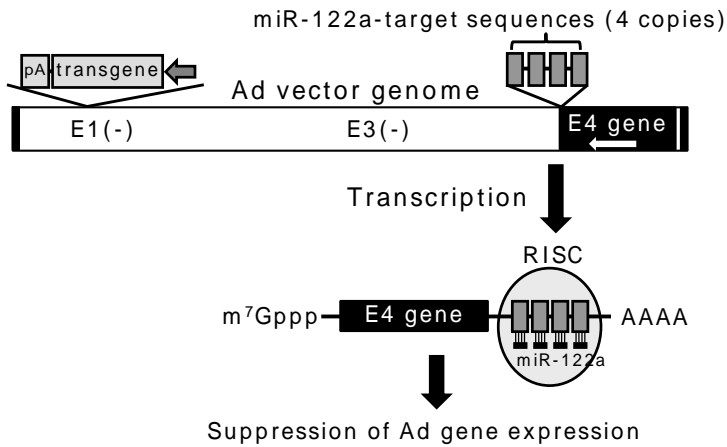 miR-122a-target sequences (4 copies)
pA transgene
Ad vector genome
E1(-) E3(-) E4 gene
Transcription
RISC
m⁷Gppp E4 gene AAAA
miR-122a
Suppression of Ad gene expression